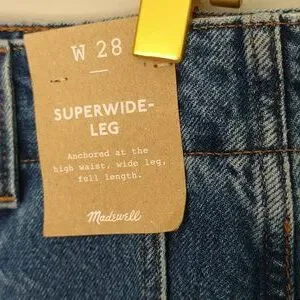 W 28
SUPERWIDE-
LEG
Anchored at the
high waist, wide leg,
full length.
Madewell